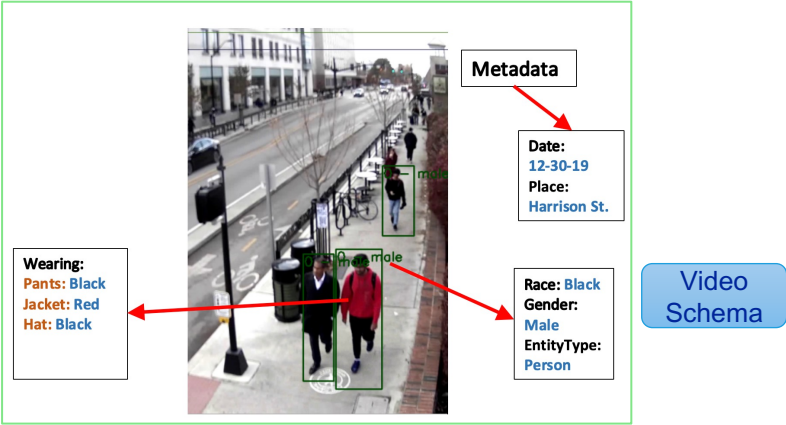 Metadata
Date:
12-30-19
Place:
Harrison St.
male
male
male
Wearing:
Pants: Black
Jacket: Red
Hat: Black
Race: Black
Gender:
Male
EntityType:
Person
Video
Schema